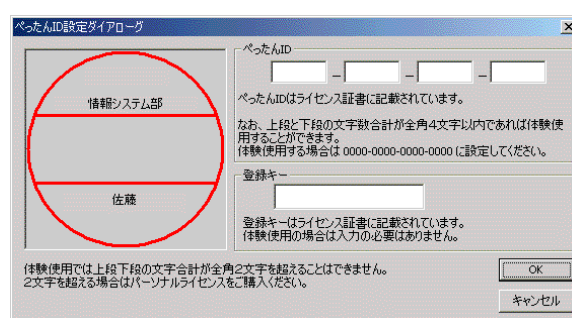 ぺったんID設定ダイアローグ
情報システム部
佐藤
ぺったんID
ぺったんIDはライセンス証書に記載されています。
なお、上段と下段の文字数合計が全角4文字以内であれば体験使
用することができます。
体験使用する場合は 0000-0000-0000-0000 に設定してください。
登録キー
登録キーはライセンス証書に記載されています。
体験使用の場合は入力の必要はありません。
体験使用では上段下段の文字合計が全角2文字を超えることはできません。
2文字を超える場合はパーソナルライセンスをご購入ください。
OK
キャンセル